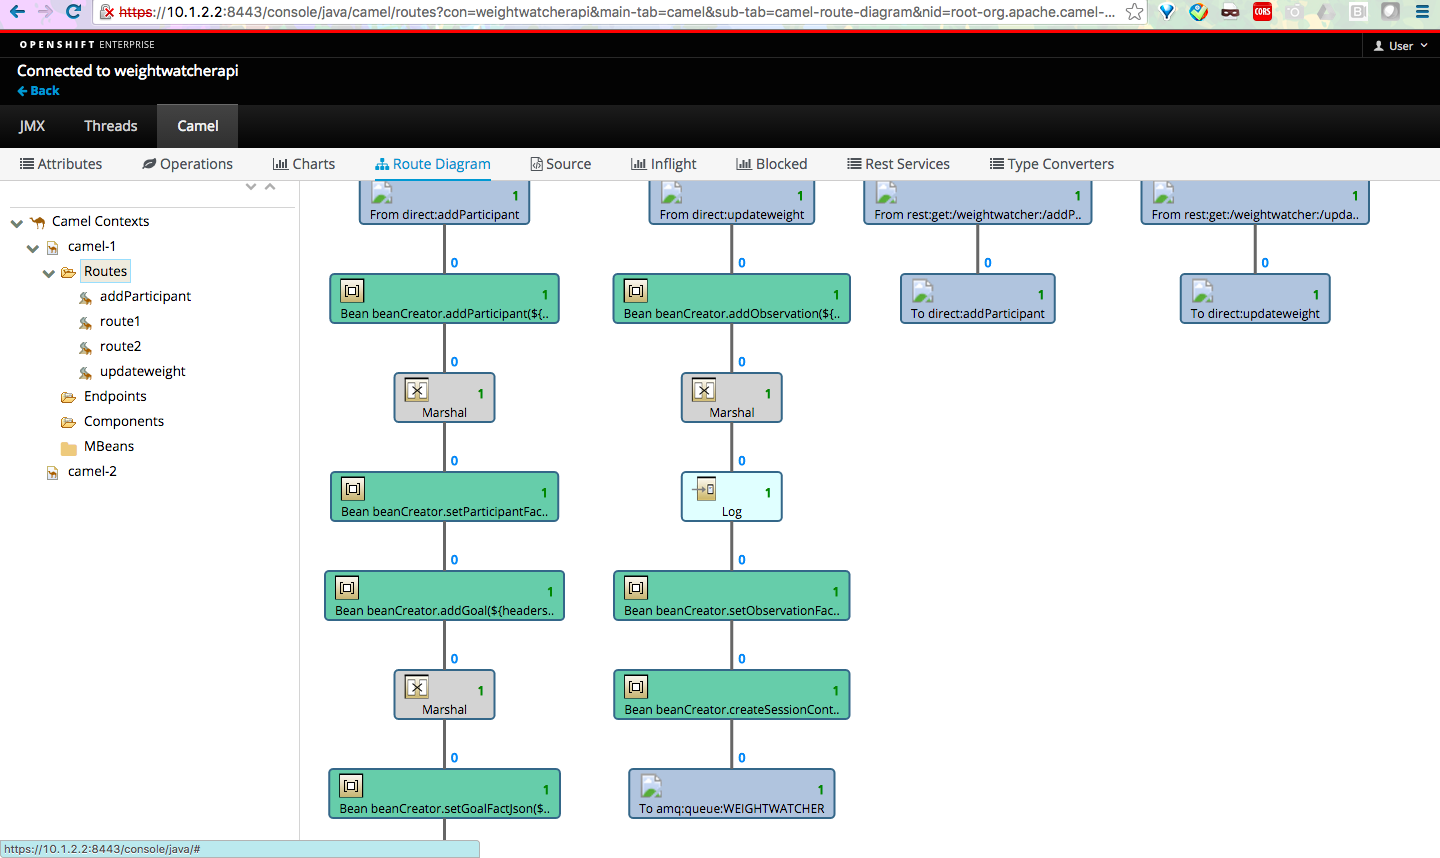 https://10.1.2.2:8443/console/java/camel/routes?con=weightwatcherapi&main-tab=camel&sub-tab=camel-route-diagram&nid=root-org.apache.camel-...
CORS
OPENSHIFT ENTERPRISE
User
Connected to weightwatcherapi
Back
JMX Threads Camel
Attributes Operations Charts Route Diagram Source Inflight Blocked Rest Services Type Converters
Camel Contexts
camel-1
Routes
addParticipant
route1
route2
updateweight
Endpoints
Components
MBeans
camel-2
1
From direct:addParticipant
0
1
Bean beanCreator.addParticipant(${..
0
1
Marshal
0
1
Bean beanCreator.setParticipantFac..
0
1
Bean beanCreator.addGoal(${headers..
0
1
Marshal
0
1
Bean beanCreator.setGoalFactJson($..
1
From direct:updateweight
0
1
Bean beanCreator.addObservation(${..
0
1
Marshal
0
1
Log
0
1
Bean beanCreator.setObservationFac..
0
1
Bean beanCreator.createSessionCont..
0
1
To amq:queue:WEIGHTWATCHER
1
From rest:get:/weightwatcher:/addP..
0
1
To direct:addParticipant
1
From rest:get:/weightwatcher:/upda..
0
1
To direct:updateweight
https://10.1.2.2:8443/console/java/#